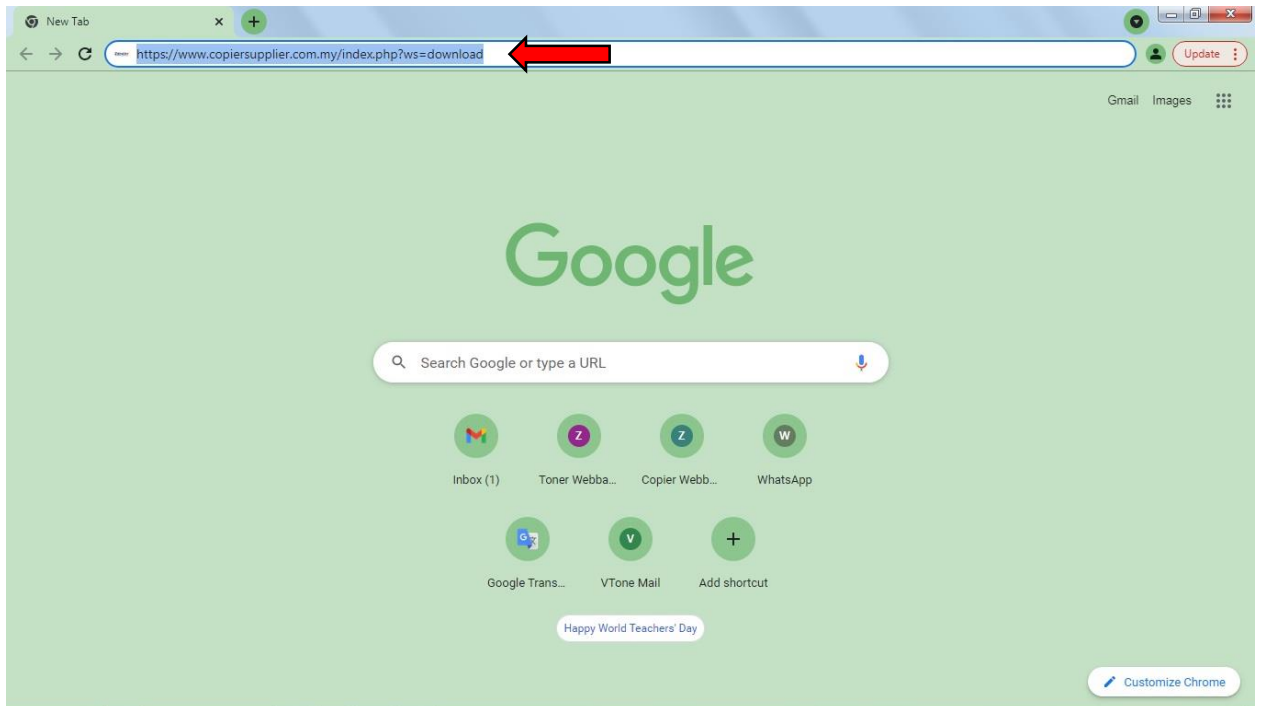 New Tab
https://www.copiersupplier.com.my/index.php?ws=download
Update
Gmail Images
Google
Search Google or type a URL
Z Z W
Inbox (1) Toner Webba... Copier Webb... WhatsApp
V
Google Trans... VTone Mail Add shortcut
Happy World Teachers' Day
Customize Chrome